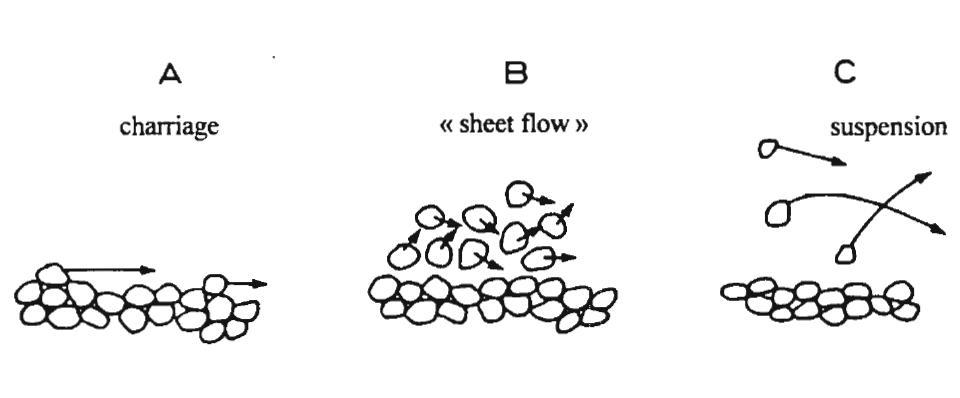 A
B
C
charriage
« sheet flow »
suspension